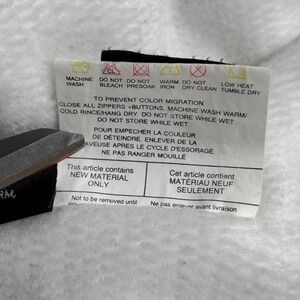 MACHINE WASH
DO NOT BLEACH
DO NOT PRESOAK
WARM IRON
DO NOT DRY CLEAN
LOW HEAT TUMBLE DRY
TO PREVENT COLOR MIGRATION.
CLOSE ALL ZIPPERS +BUTTONS. MACHINE WASH WARM/
COLD RINCE/HANG DRY. DO NOT STORE WHILE WET
DO NOT STORE WHILE WET
POUR EMPECHER LA COULEUR
DE DÉTEINDRE. ENLEVER DE LA
LAVEUSE APRES LE CYCLE D'ESSORAGE.
NE PAS RANGER MOUILLÉ
This article contains
NEW MATERIAL
ONLY
Cet article contient
MATÉRIAU NEUF
SEULEMENT
Not to be removed until
Ne pas enlever avant livraison